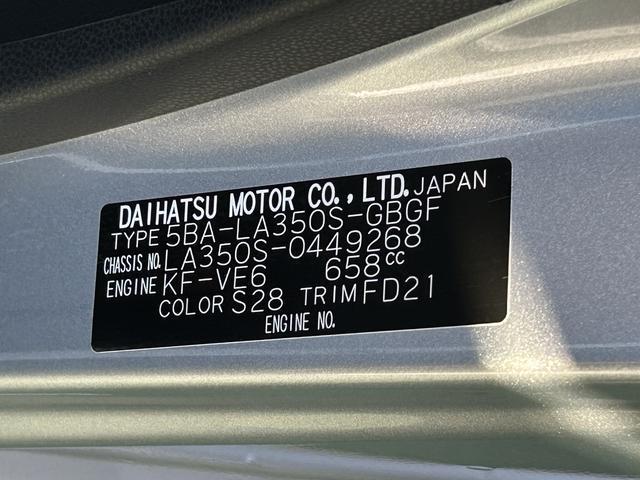 DAIHATSU MOTOR CO., LTD. JAPAN
TYPE 5BA-LA350S-GBGF
CHASSIS NO. LA350S-0449268
ENGINE KF-VE6 658cc
COLOR S28 TRIM FD21
ENGINE NO.